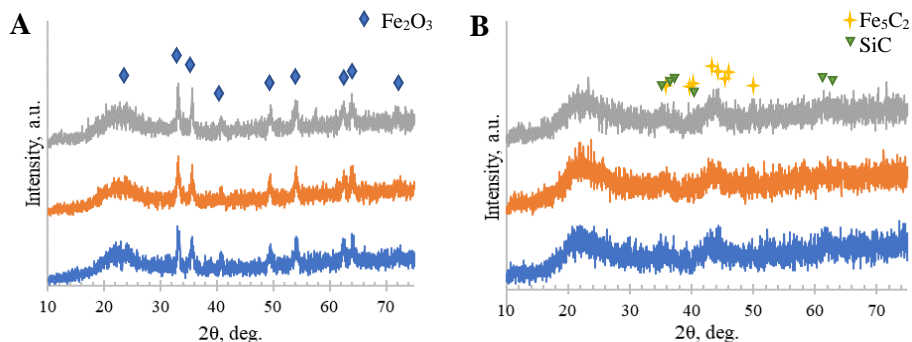 A
Fe₂O₃
Intensity, a.u.
10 20 30 40 50 60 70
2θ, deg.
B
Fe₅C₂
SiC
Intensity, a.u.
10 20 30 40 50 60 70
2θ, deg.